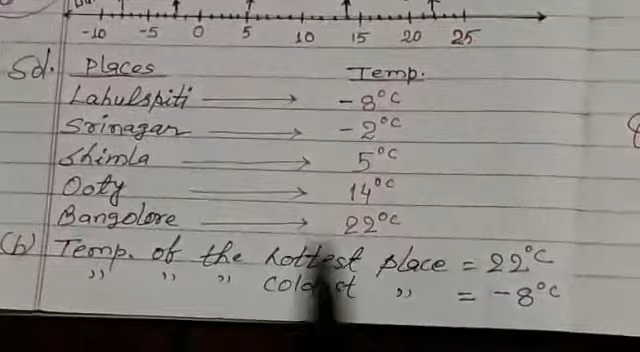 -10 -5 0 5 10 15 20 25
Sol. Places Temp.
Lahulspiti → -8°C
Srinagar → -2°C
Shimla → 5°C
Ooty → 14°C
Bangolore → 22°C
(b) Temp. of the hottest place = 22°C
,, ,, ,, coldest ,, = -8°C